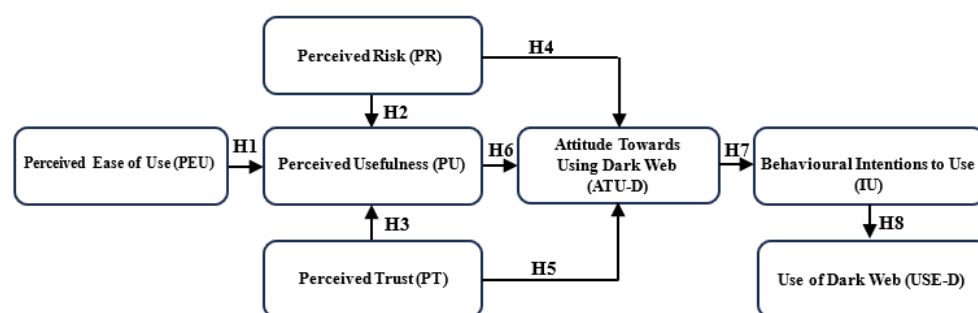 Perceived Risk (PR)
H4
H2
Perceived Ease of Use (PEU)
H1
Perceived Usefulness (PU)
H6
Attitude Towards
Using Dark Web
(ATU-D)
H7
Behavioural Intentions to Use
(IU)
H3
H8
Perceived Trust (PT)
H5
Use of Dark Web (USE-D)